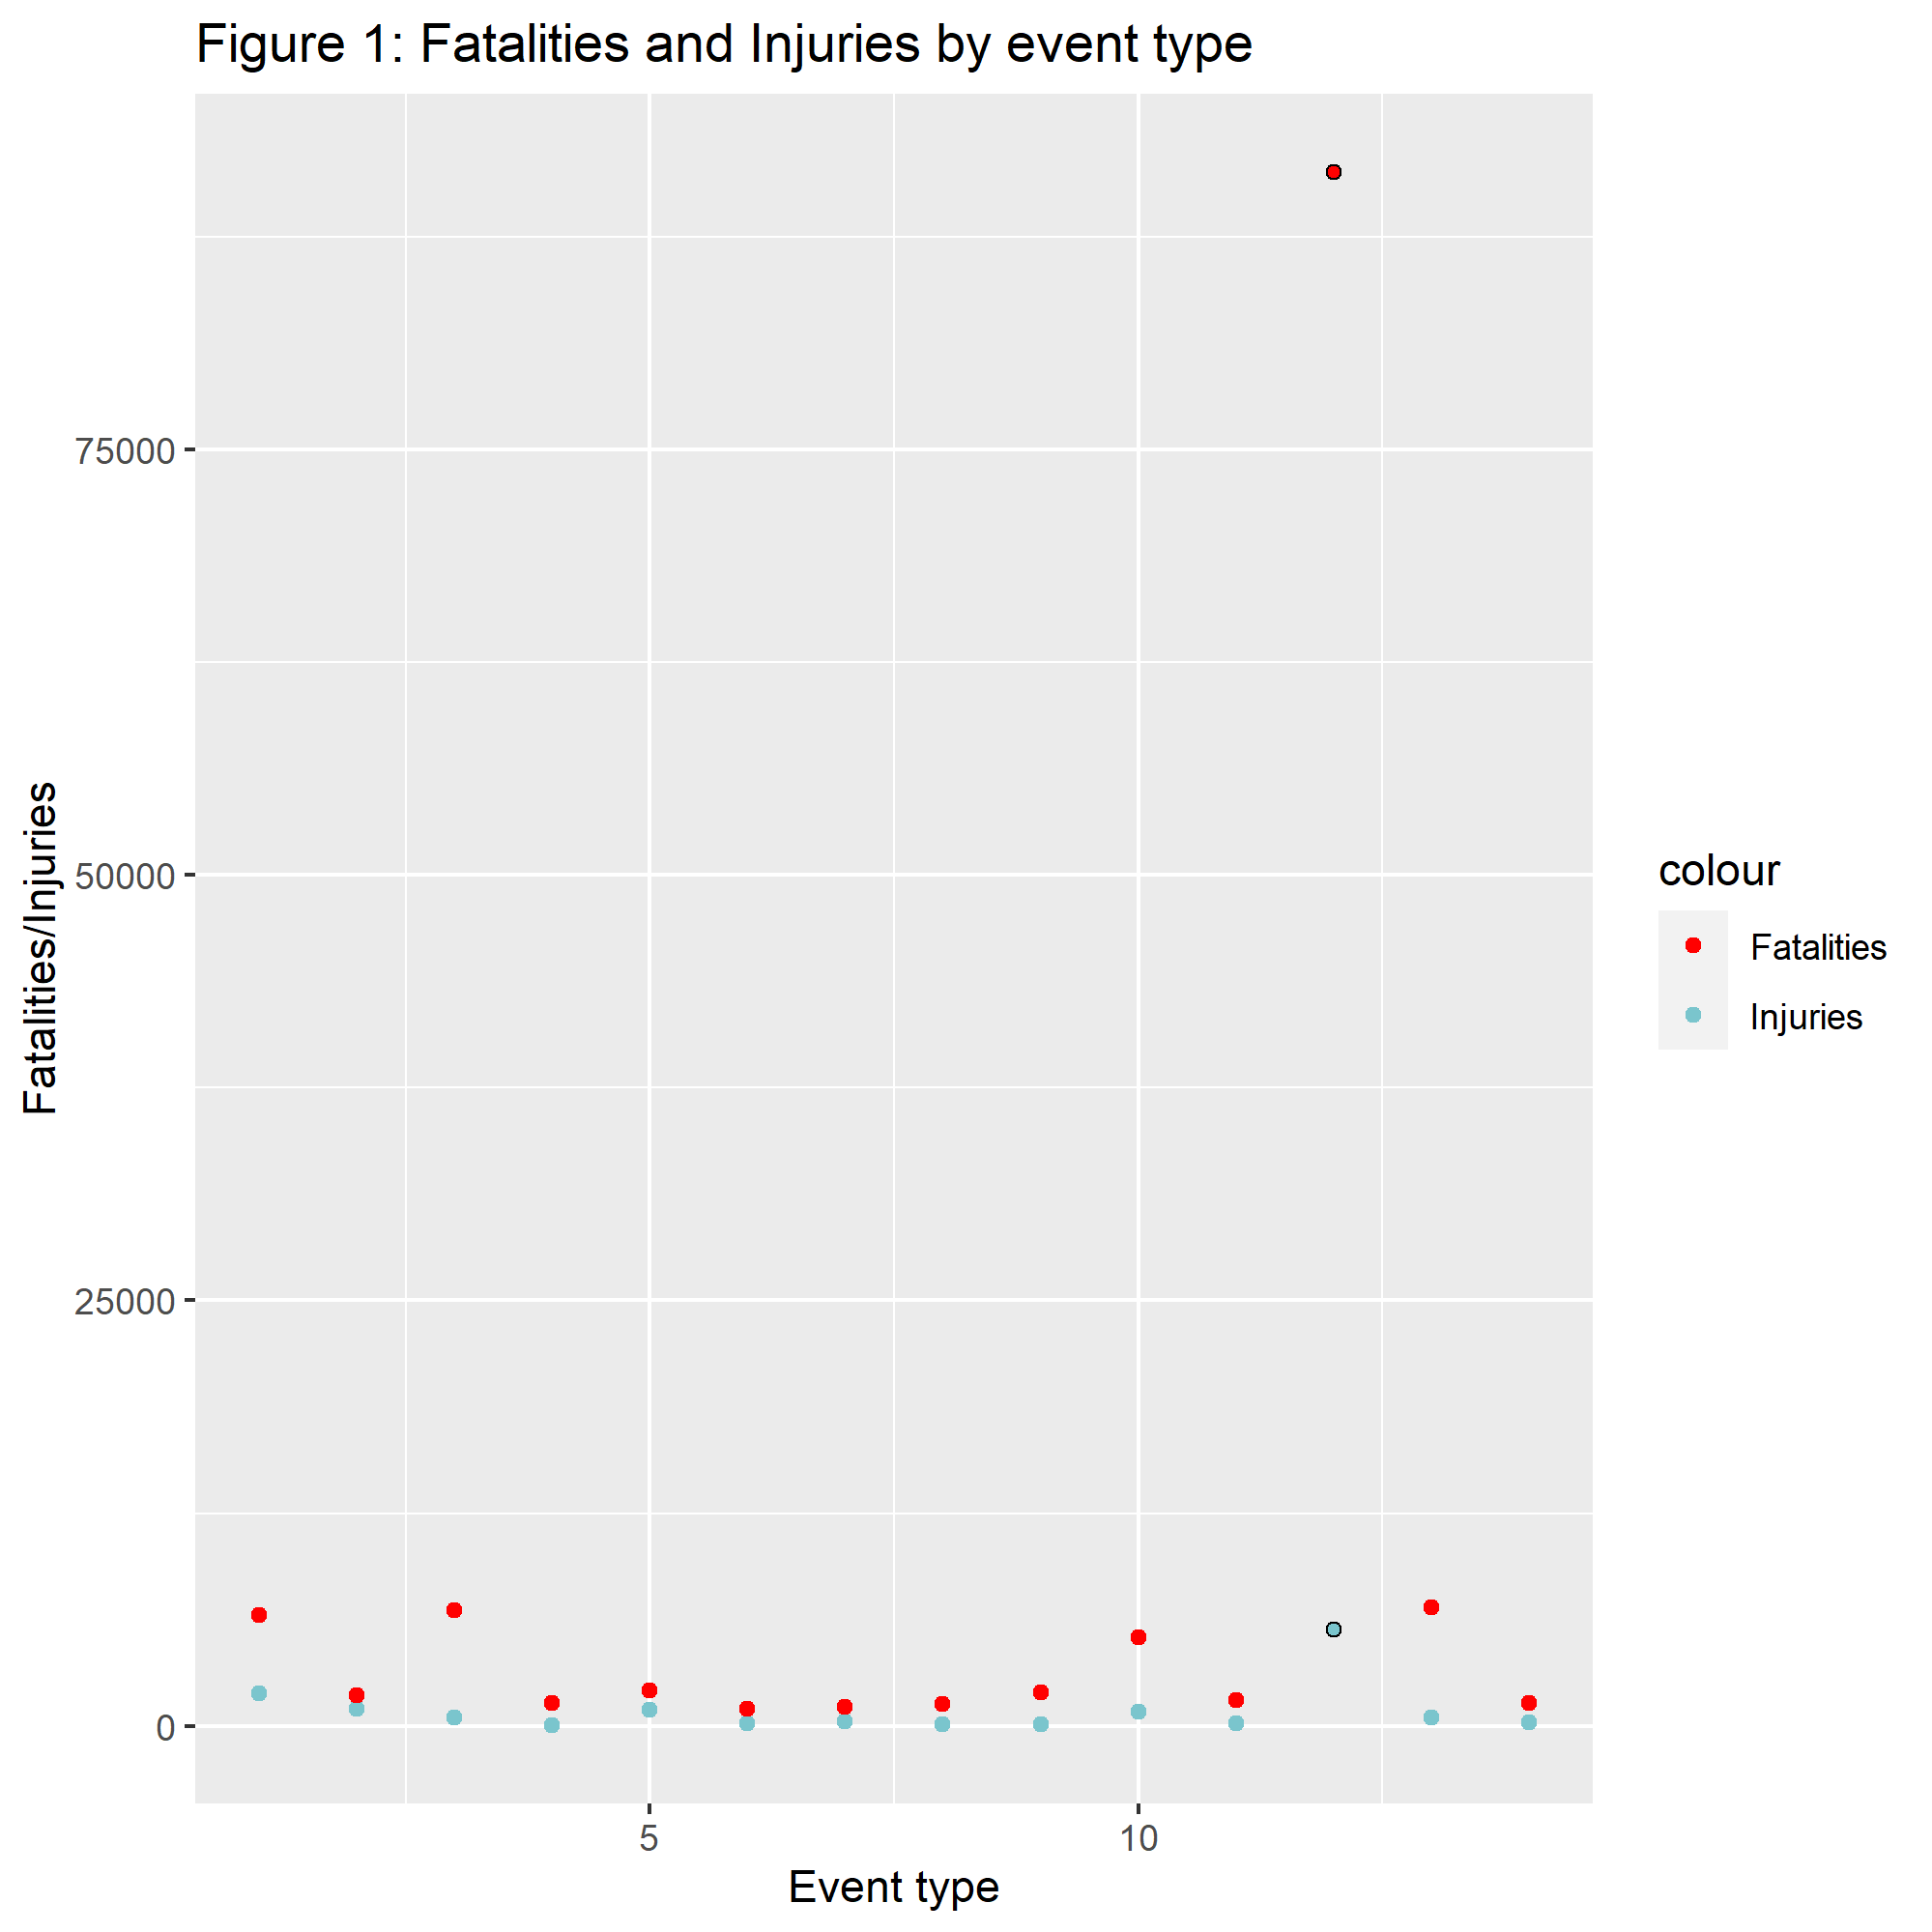 Figure 1: Fatalities and Injuries by event type
Fatalities/Injuries
75000
50000
25000
0
5
10
Event type
colour
Fatalities
Injuries